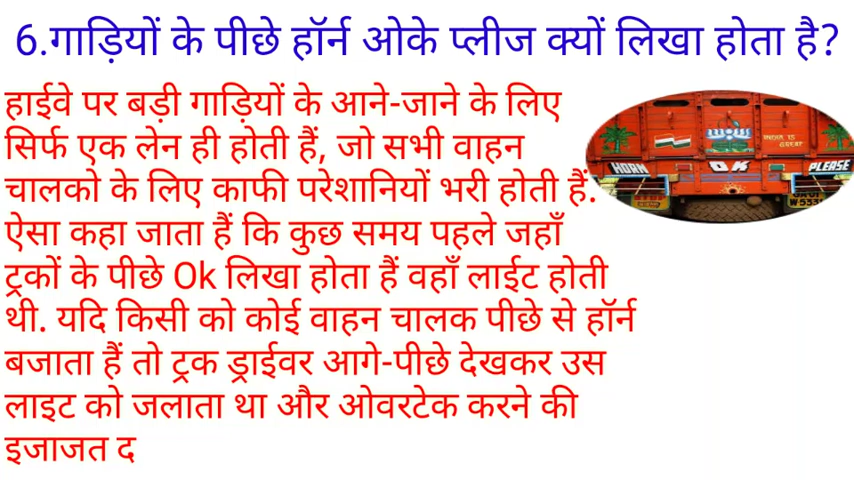 6.गाड़ियों के पीछे हॉर्न ओके प्लीज क्यों लिखा होता है?
हाईवे पर बड़ी गाड़ियों के आने-जाने के लिए
सिर्फ एक लेन ही होती हैं, जो सभी वाहन
चालको के लिए काफी परेशानियों भरी होती हैं.
ऐसा कहा जाता हैं कि कुछ समय पहले जहाँ
ट्रकों के पीछे Ok लिखा होता हैं वहाँ लाईट होती
थी. यदि किसी को कोई वाहन चालक पीछे से हॉर्न
बजाता हैं तो ट्रक ड्राईवर आगे-पीछे देखकर उस
लाइट को जलाता था और ओवरटेक करने की
इजाजत द
INDIA IS
GREAT
HORN OK PLEASE